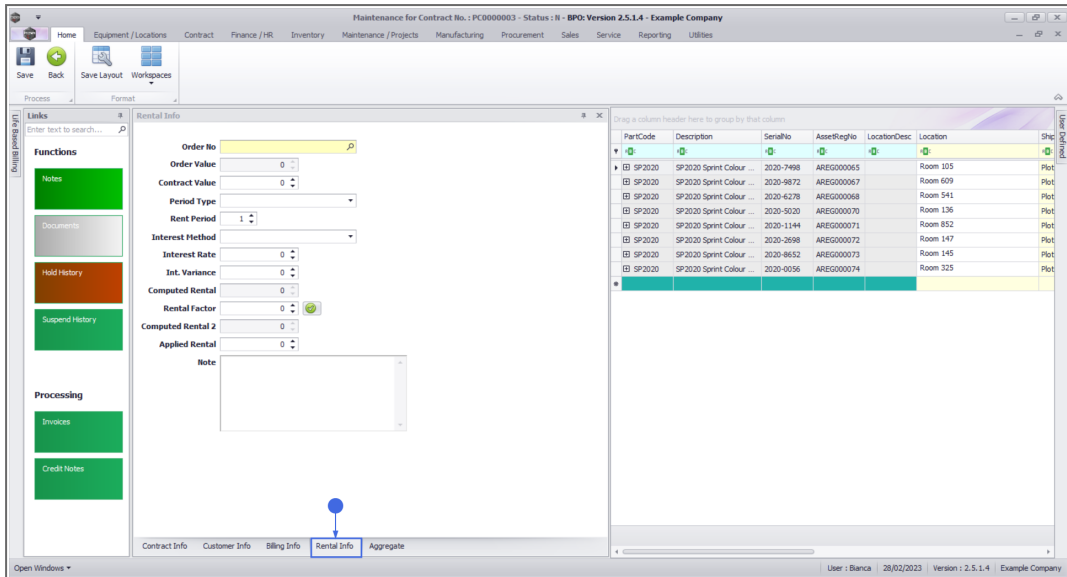 Maintenance for Contract No. : PC0000003 - Status : N - BPO: Version 2.5.1.4 - Example Company
Home Equipment / Locations Contract Finance / HR Inventory Maintenance / Projects Manufacturing Procurement Sales Service Reporting Utilities
Save Back Save Layout Workspaces
Process Format
Life Based Billing
Links
Enter text to search...
Functions
Notes
Documents
Hold History
Suspend History
Processing
Invoices
Credit Notes
Rental Info
Order No
Order Value 0
Contract Value 0
Period Type
Rent Period 1
Interest Method
Interest Rate 0
Int. Variance 0
Computed Rental 0
Rental Factor 0
Computed Rental 2 0
Applied Rental 0
Note
Contract Info Customer Info Billing Info Rental Info Aggregate
Drag a column header here to group by that column
PartCode Description SerialNo AssetRegNo LocationDesc Location Ship
SP2020 SP2020 Sprint Colour ... 2020-7498 AREG000065 Room 105 Plot
SP2020 SP2020 Sprint Colour ... 2020-9872 AREG000067 Room 609 Plot
SP2020 SP2020 Sprint Colour ... 2020-6278 AREG000068 Room 541 Plot
SP2020 SP2020 Sprint Colour ... 2020-5020 AREG000070 Room 136 Plot
SP2020 SP2020 Sprint Colour ... 2020-1144 AREG000071 Room 852 Plot
SP2020 SP2020 Sprint Colour ... 2020-2698 AREG000072 Room 147 Plot
SP2020 SP2020 Sprint Colour ... 2020-8652 AREG000073 Room 145 Plot
SP2020 SP2020 Sprint Colour ... 2020-0056 AREG000074 Room 325 Plot
User Defined
Open Windows User : Bianca 28/02/2023 Version : 2.5.1.4 Example Company